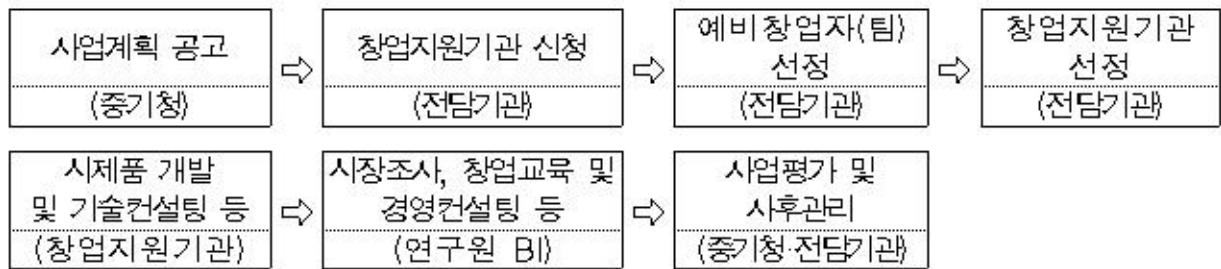 사업계획 공고
(중기청)
⇨
창업지원기관 신청
(전담기관)
⇨
예비창업자(팀)
선정
(전담기관)
⇨
창업지원기관
선정
(전담기관)
시제품 개발
및 기술컨설팅 등
(창업지원기관)
⇨
시장조사, 창업교육 및
경영컨설팅 등
(연구원 BI)
⇨
사업평가 및
사후관리
(중기청·전담기관)